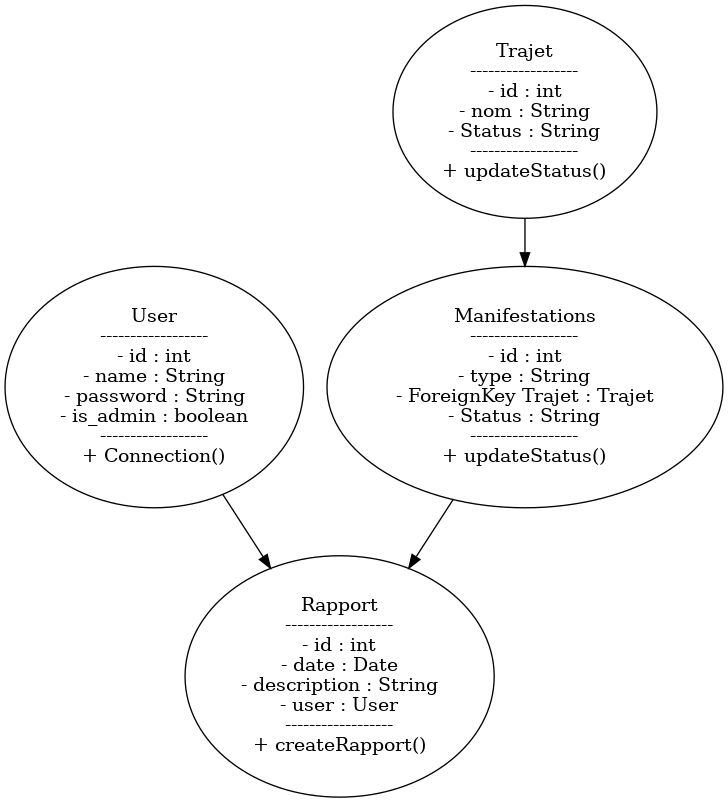 Trajet
------------------
- id : int
- nom : String
- Status : String
------------------
+ updateStatus()
User
------------------
- id : int
- name : String
- password : String
- is_admin : boolean
------------------
+ Connection()
Manifestations
------------------
- id : int
- type : String
- ForeignKey Trajet : Trajet
- Status : String
------------------
+ updateStatus()
Rapport
------------------
- id : int
- date : Date
- description : String
- user : User
------------------
+ createRapport()